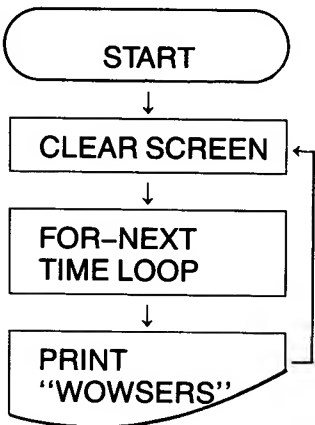 START
CLEAR SCREEN
FOR–NEXT
TIME LOOP
PRINT
“WOWSERS”